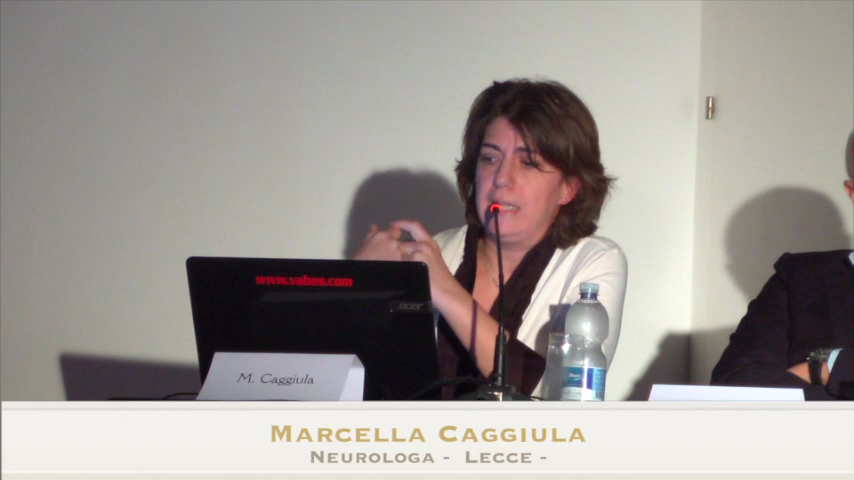 www.vabes.com
acer
M. Caggiula
Marcella Caggiula
Neurologa - Lecce -